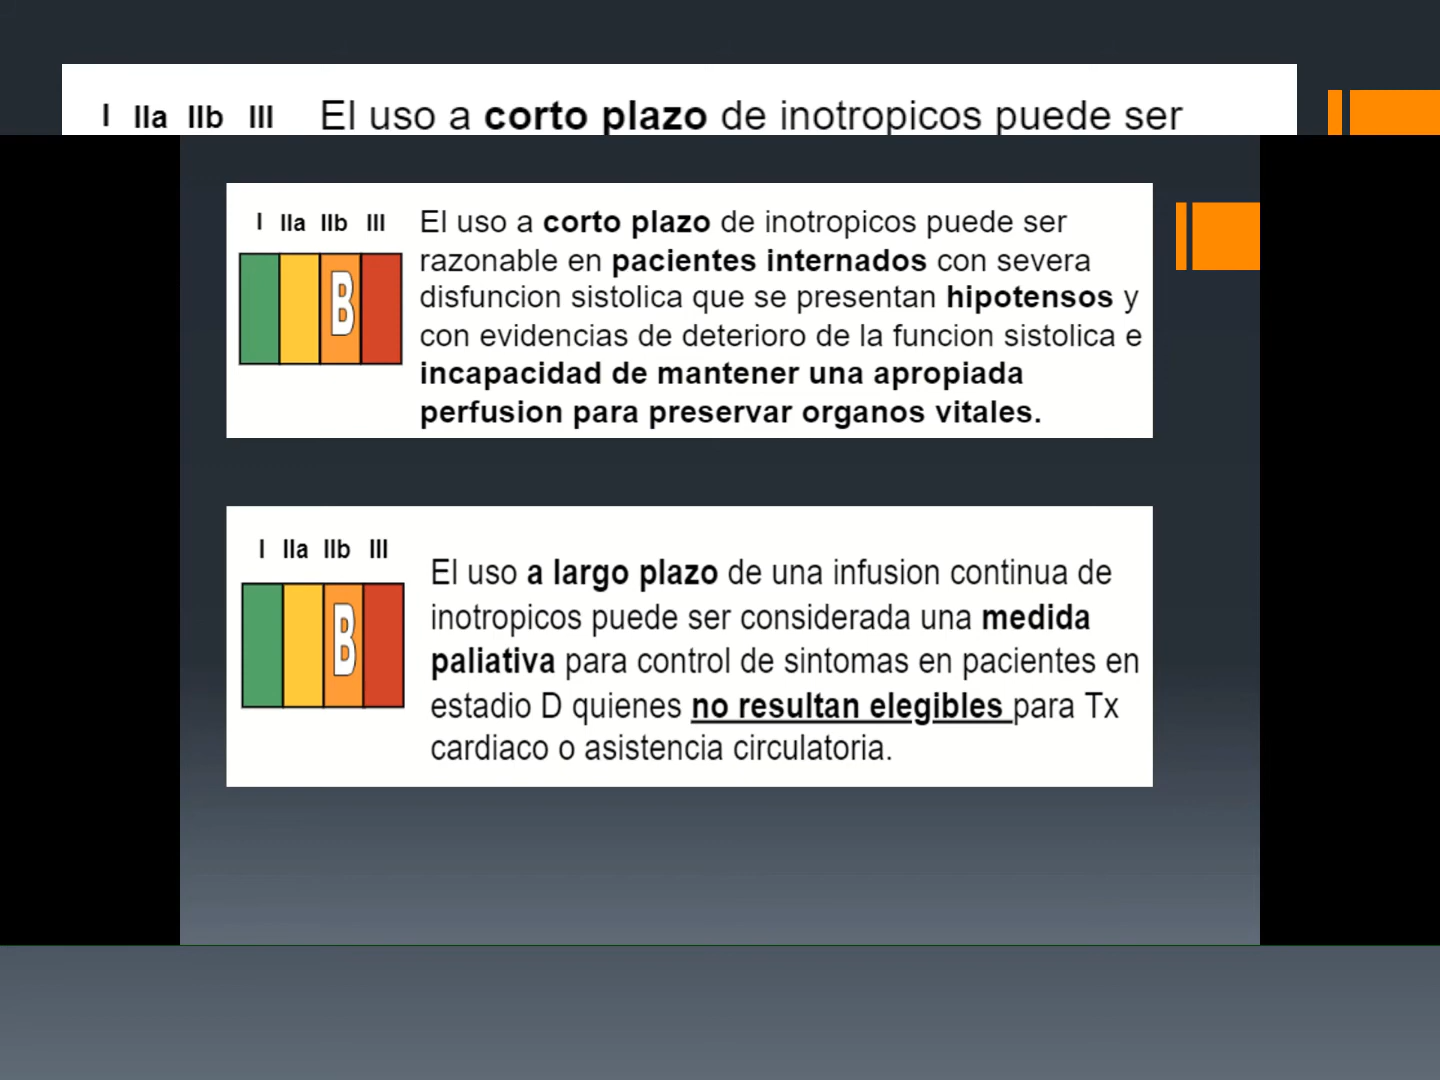 I IIa IIb III El uso a corto plazo de inotropicos puede ser
I IIa IIb III
B
El uso a corto plazo de inotropicos puede ser
razonable en pacientes internados con severa
disfuncion sistolica que se presentan hipotensos y
con evidencias de deterioro de la funcion sistolica e
incapacidad de mantener una apropiada
perfusion para preservar organos vitales.
I IIa IIb III
B
El uso a largo plazo de una infusion continua de
inotropicos puede ser considerada una medida
paliativa para control de sintomas en pacientes en
estadio D quienes no resultan elegibles para Tx
cardiaco o asistencia circulatoria.